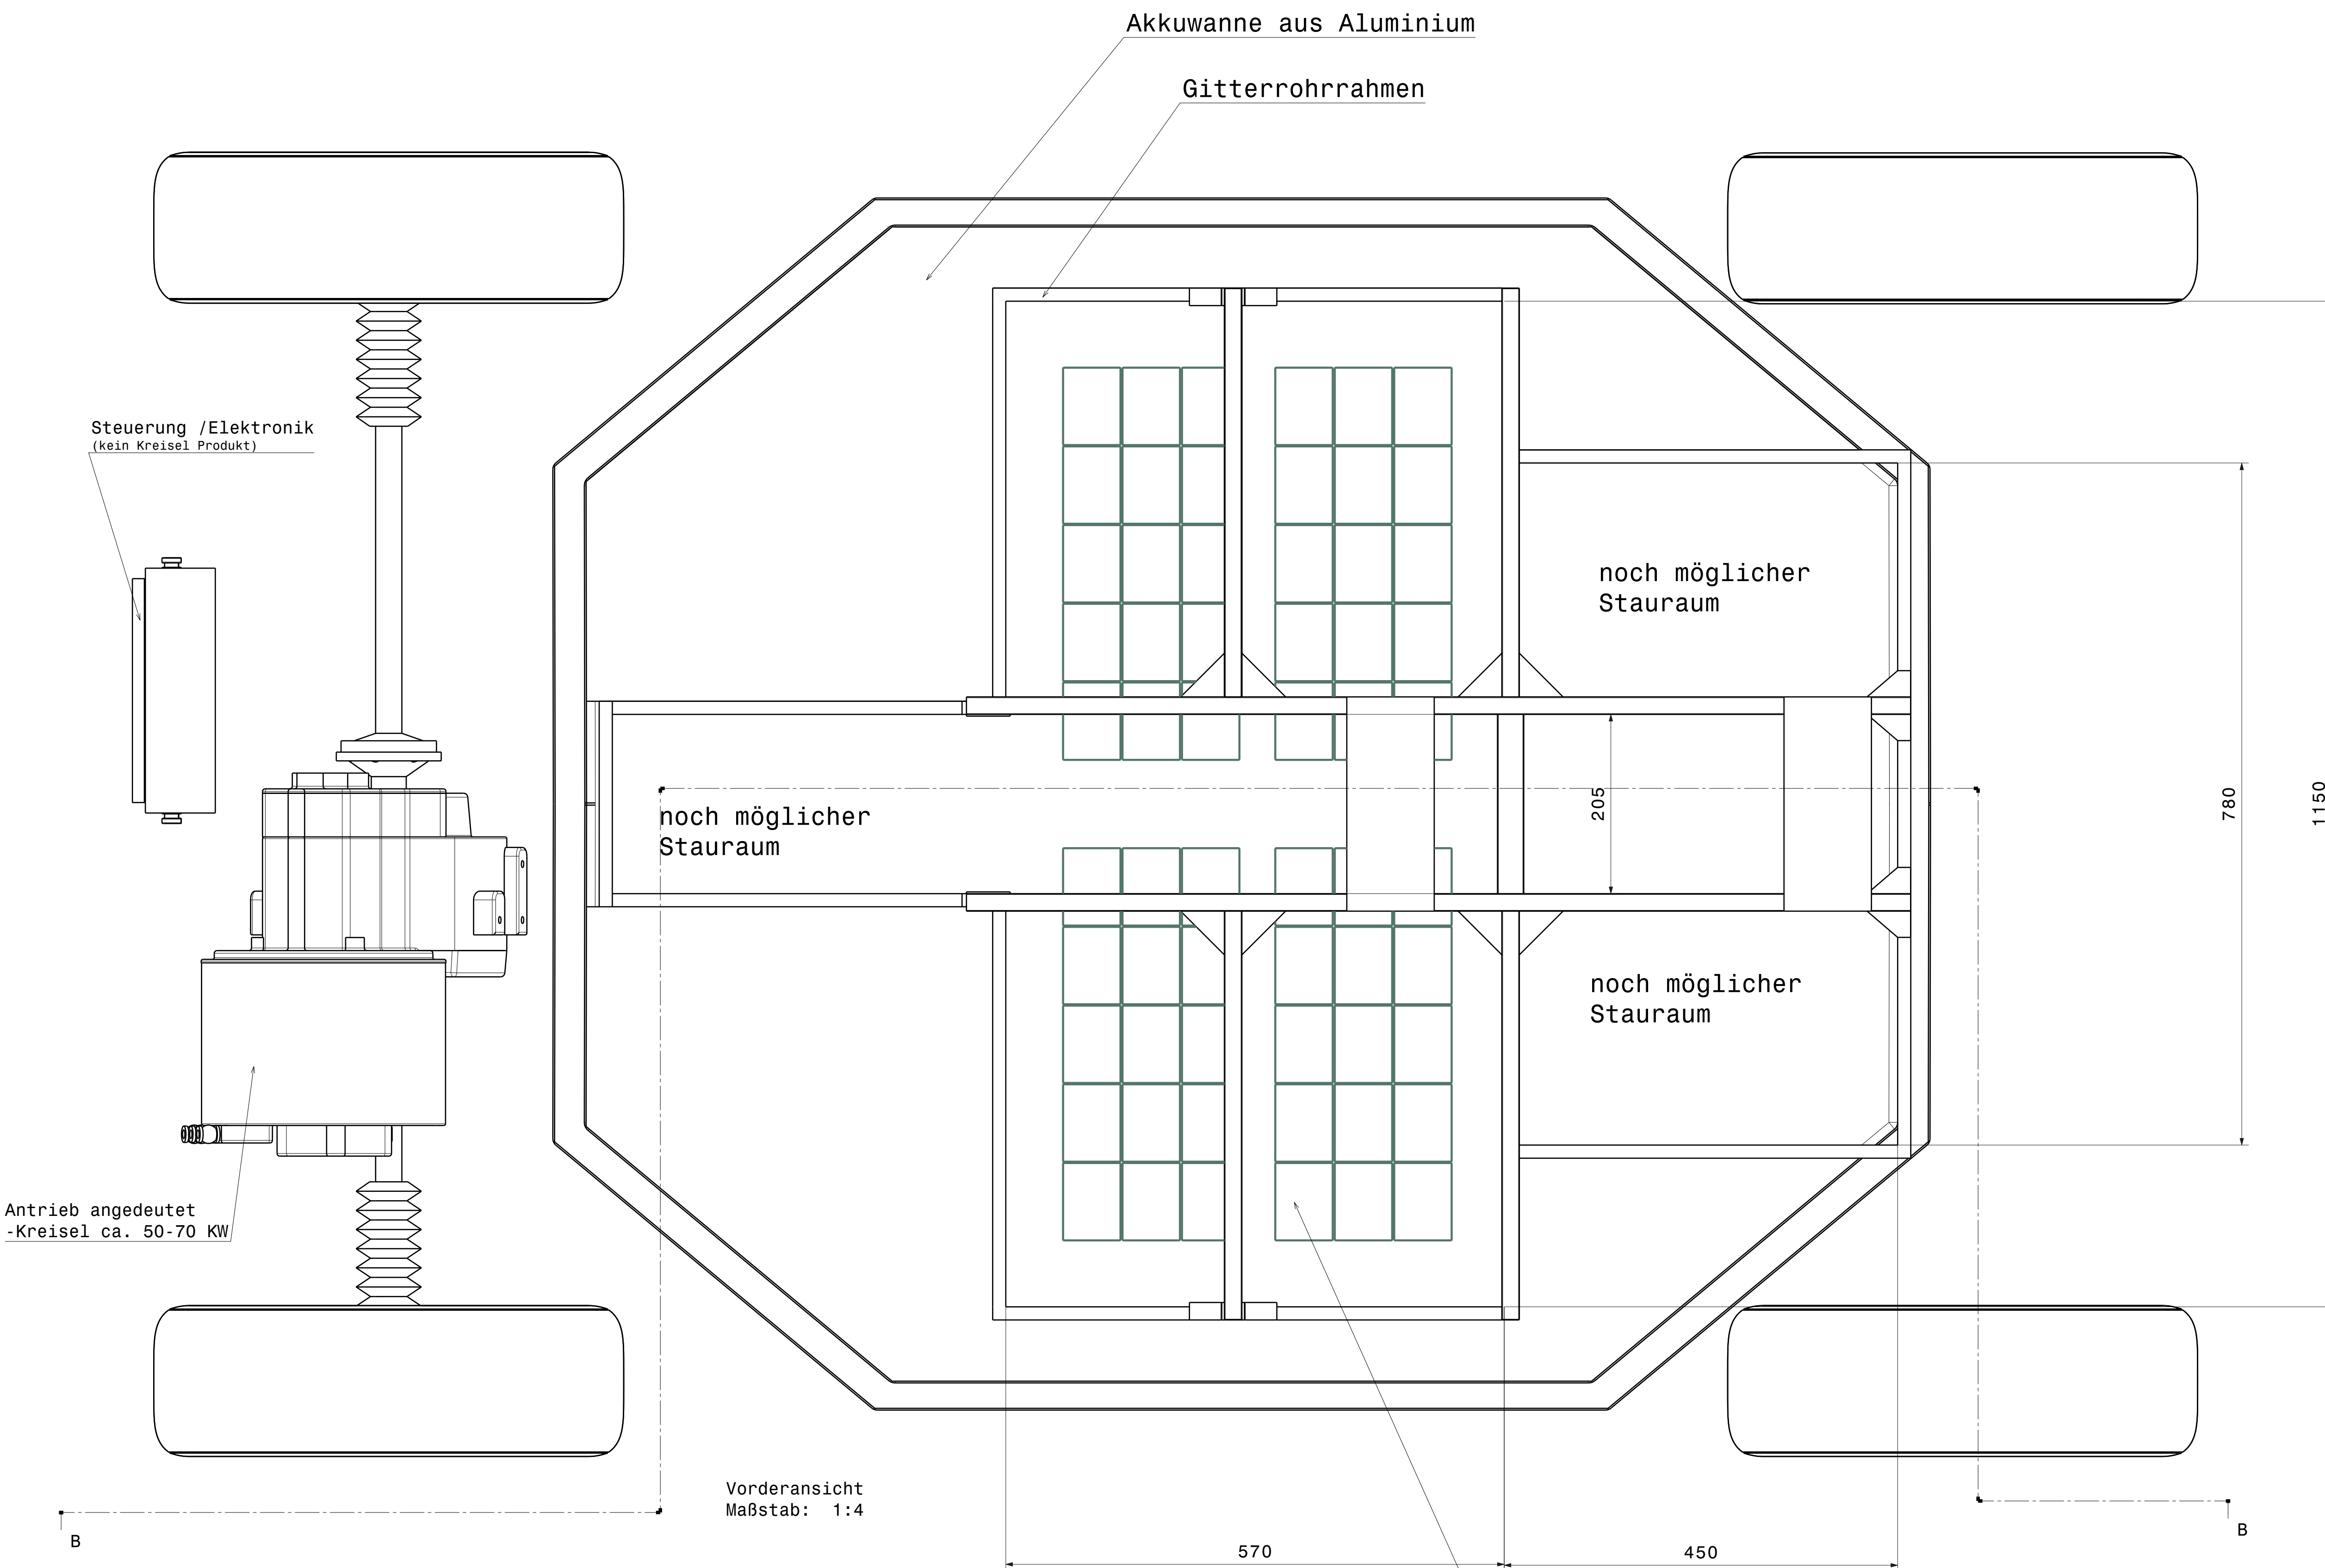 Akkuwanne aus Aluminium
Gitterrohrrahmen
Steuerung /Elektronik
(kein Kreisel Produkt)
noch möglicher
Stauraum
noch möglicher
Stauraum
205
780
1150
noch möglicher
Stauraum
Antrieb angedeutet
-Kreisel ca. 50-70 KW
Vorderansicht
Maßstab: 1:4
B
B
570
450